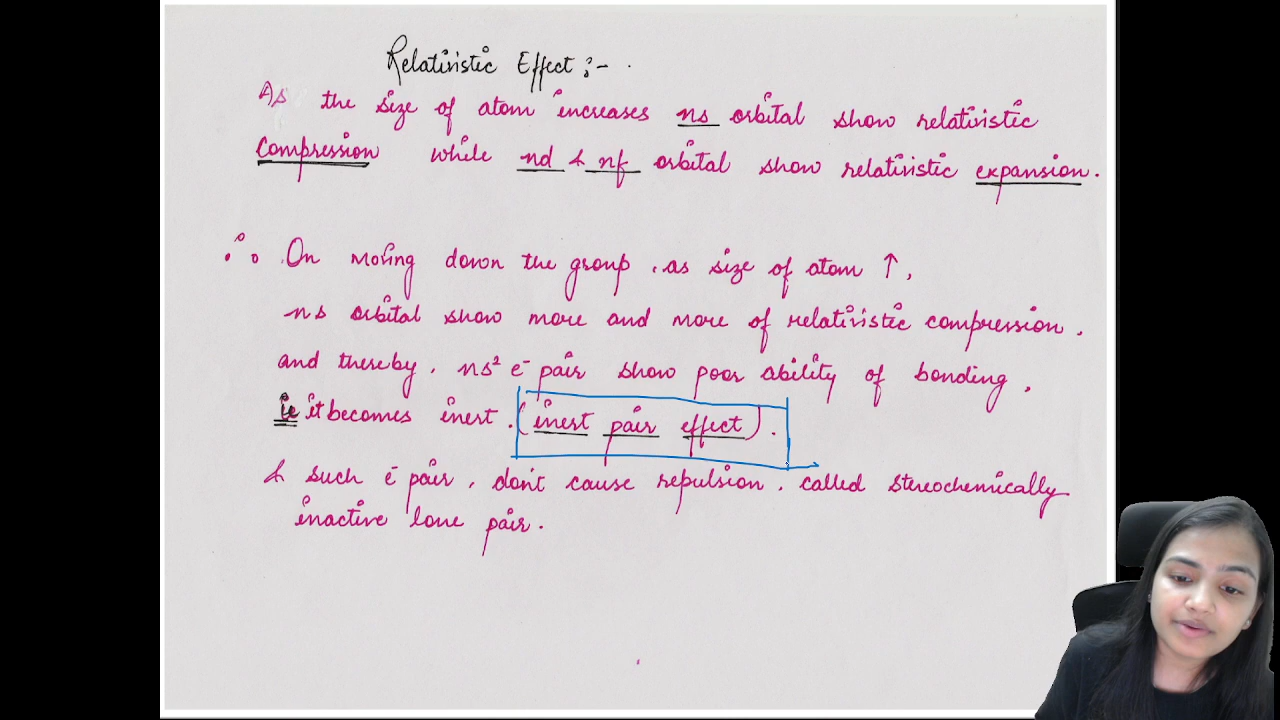 Relativistic Effect :-
As the size of atom increases ns orbital show relativistic
compression while nd & nf orbital show relativistic expansion.
∴ On moving down the group, as size of atom ↑,
ns orbital show more and more of relativistic compression.
and thereby, ns² e⁻ pair show poor ability of bonding,
ie it becomes inert. (inert pair effect).
& such e⁻ pair, don't cause repulsion, called stereochemically
inactive lone pair.